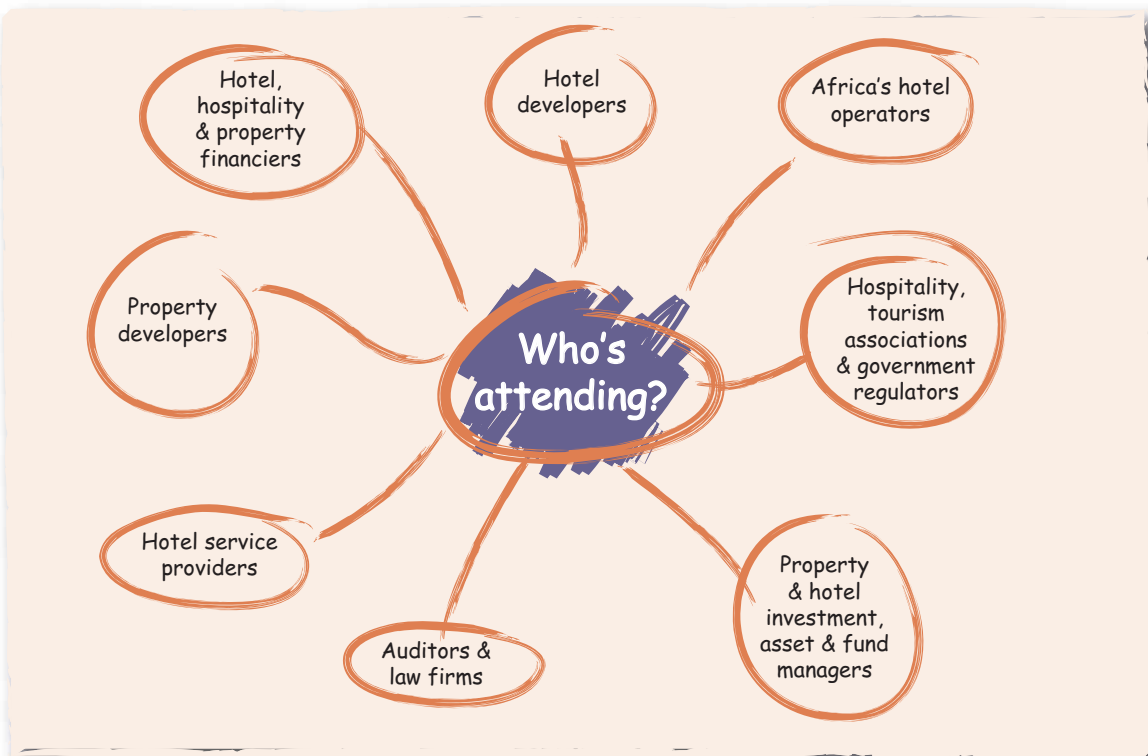 Hotel,
hospitality
& property
financiers
Hotel
developers
Africa's hotel
operators
Property
developers
Who's
attending?
Hospitality,
tourism
associations
& government
regulators
Hotel service
providers
Auditors &
law firms
Property
& hotel
investment,
asset & fund
managers